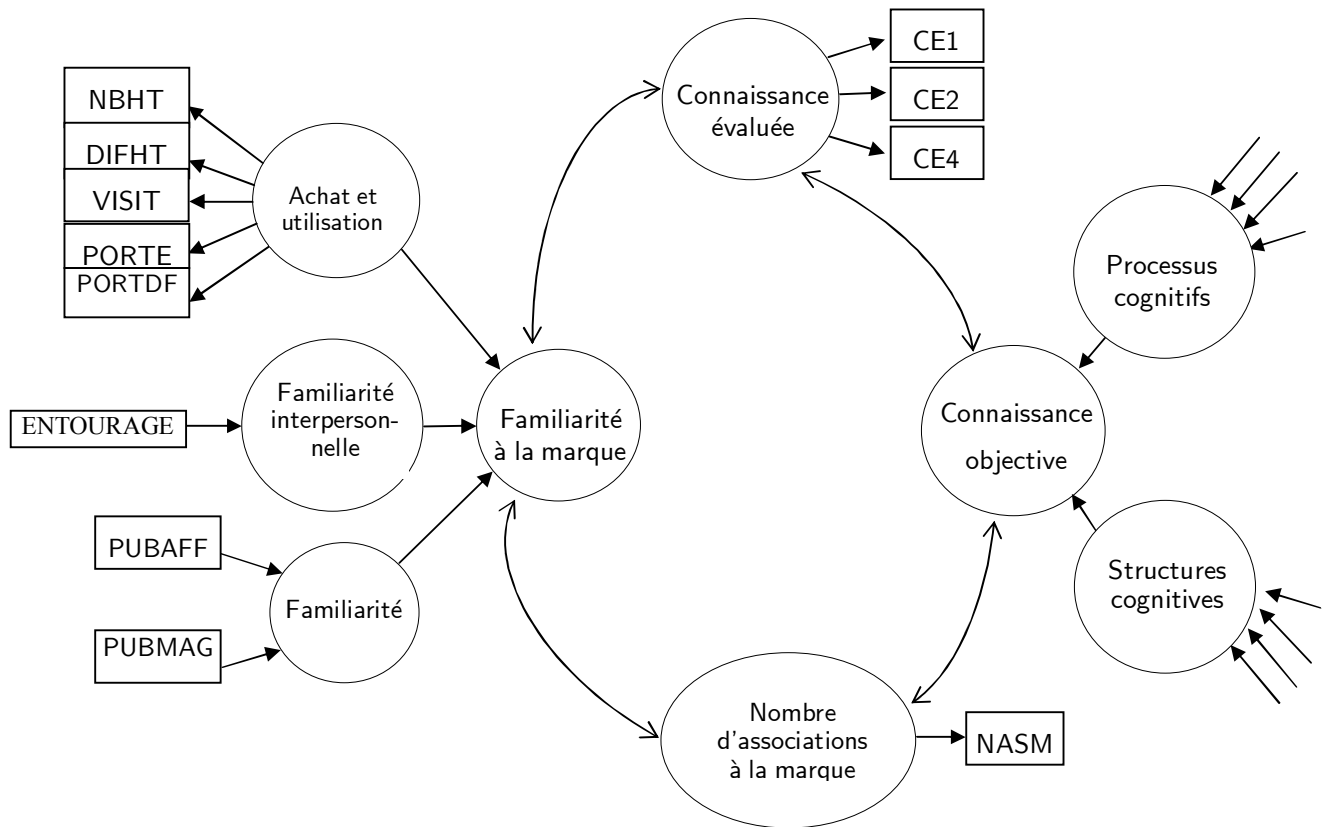 CE1
Connaissance
évaluée
CE2
CE4
NBHT
DIFHT
VISIT
PORTE
PORTDF
Achat et
utilisation
Processus
cognitifs
ENTOURAGE
Familiarité
interperson-
nelle
Familiarité
à la marque
Connaissance
objective
PUBAFF
PUBMAG
Familiarité
Structures
cognitives
Nombre
d'associations
à la marque
NASM